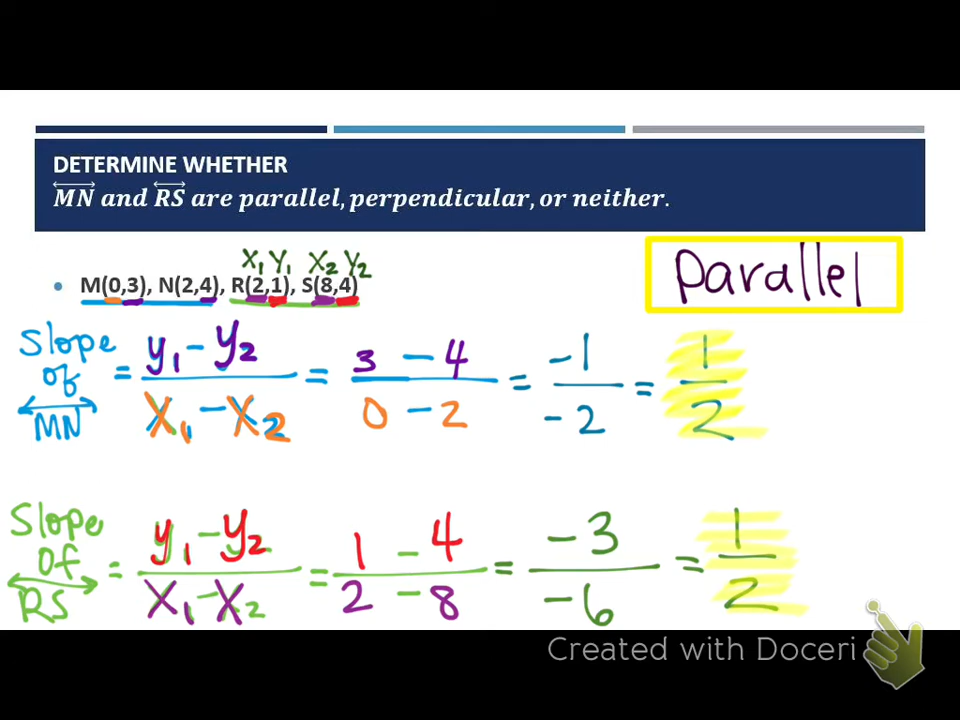 DETERMINE WHETHER
MN and RS are parallel, perpendicular, or neither.
X₁ Y₁ X₂ Y₂
• M(0,3), N(2,4), R(2,1), S(8,4)
Parallel
Slope of MN = y₁ - y₂ / x₁ - x₂ = 3 - 4 / 0 - 2 = -1 / -2 = 1 / 2
Slope of RS = y₁ - y₂ / x₁ - x₂ = 1 - 4 / 2 - 8 = -3 / -6 = 1 / 2
Created with Doceri